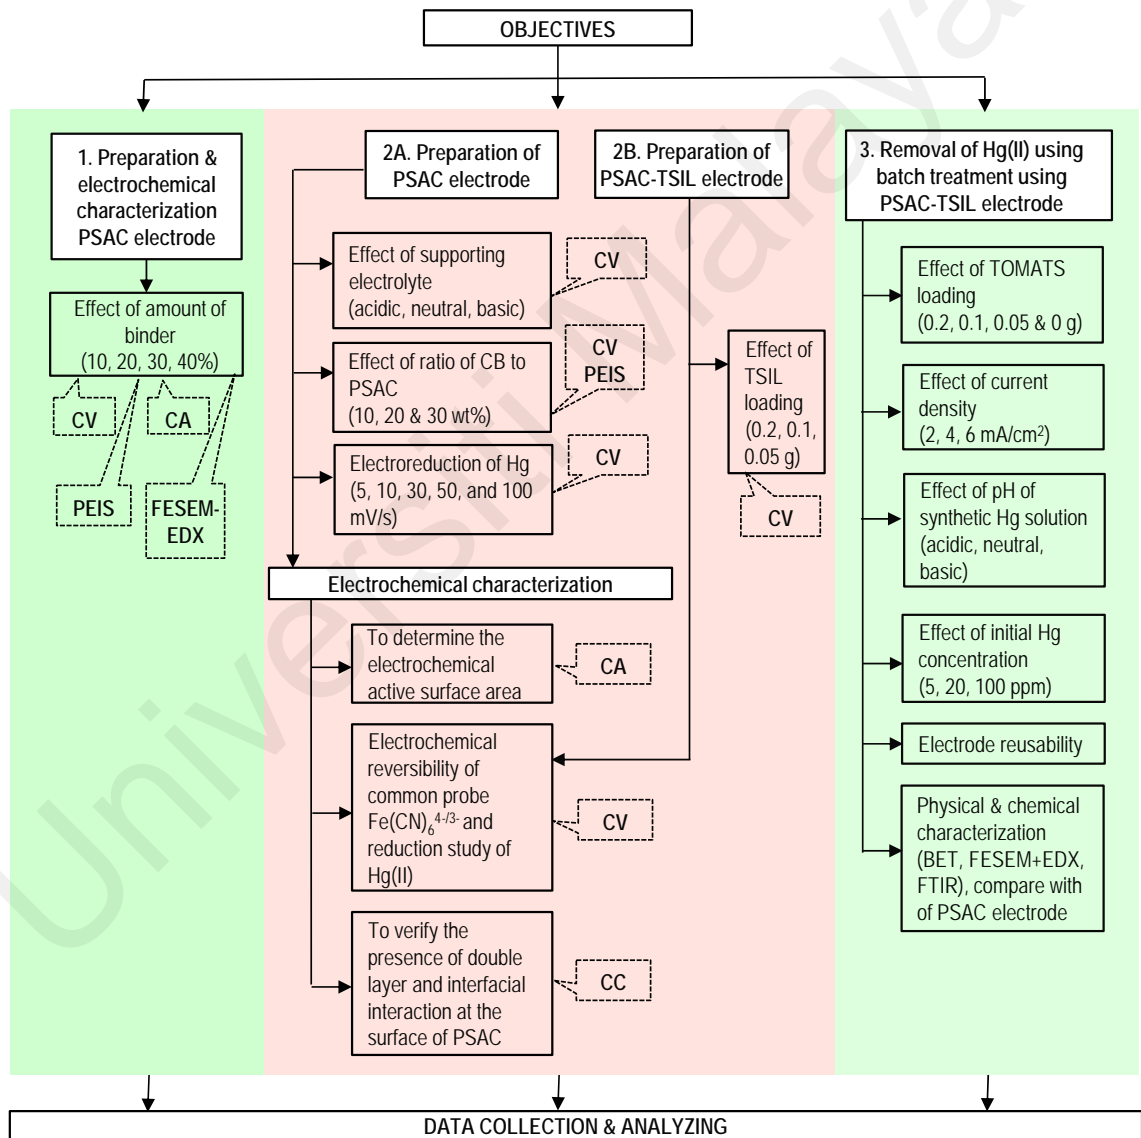 OBJECTIVES
1. Preparation &
electrochemical
characterization
PSAC electrode
Effect of amount of
binder
(10, 20, 30, 40%)
CV
CA
PEIS
FESEM-
EDX
2A. Preparation of
PSAC electrode
Effect of supporting
electrolyte
(acidic, neutral, basic)
CV
Effect of ratio of CB to
PSAC
(10, 20 & 30 wt%)
CV
PEIS
Electroreduction of Hg
(5, 10, 30, 50, and 100
mV/s)
CV
Electrochemical characterization
To determine the
electrochemical
active surface area
CA
Electrochemical
reversibility of
common probe
Fe(CN)₆⁴⁻/³⁻ and
reduction study of
Hg(II)
CV
To verify the
presence of double
layer and interfacial
interaction at the
surface of PSAC
CC
2B. Preparation of
PSAC-TSIL electrode
Effect of
TSIL
loading
(0.2, 0.1,
0.05 g)
CV
3. Removal of Hg(II) using
batch treatment using
PSAC-TSIL electrode
Effect of TOMATS
loading
(0.2, 0.1, 0.05 & 0 g)
Effect of current
density
(2, 4, 6 mA/cm²)
Effect of pH of
synthetic Hg solution
(acidic, neutral,
basic)
Effect of initial Hg
concentration
(5, 20, 100 ppm)
Electrode reusability
Physical & chemical
characterization
(BET, FESEM+EDX,
FTIR), compare with
of PSAC electrode
DATA COLLECTION & ANALYZING
Universiti Malaya